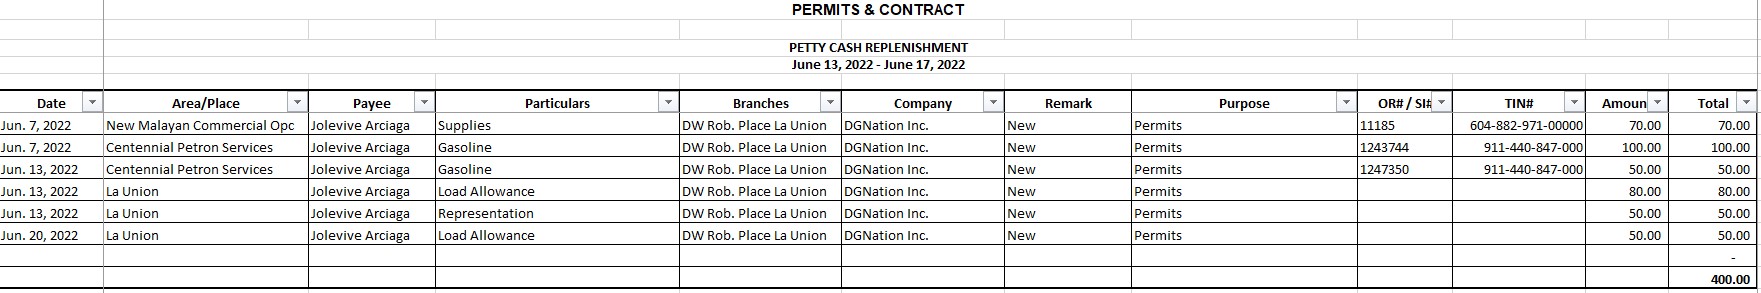 PERMITS & CONTRACT
PETTY CASH REPLENISHMENT
June 13, 2022 - June 17, 2022
Date Area/Place Payee Particulars Branches Company Remark Purpose OR# / SI# TIN# Amoun Total
Jun. 7, 2022 New Malayan Commercial Opc Jolevive Arciaga Supplies DW Rob. Place La Union DGNation Inc. New Permits 11185 604-882-971-00000 70.00 70.00
Jun. 7, 2022 Centennial Petron Services Jolevive Arciaga Gasoline DW Rob. Place La Union DGNation Inc. New Permits 1243744 911-440-847-000 100.00 100.00
Jun. 13, 2022 Centennial Petron Services Jolevive Arciaga Gasoline DW Rob. Place La Union DGNation Inc. New Permits 1247350 911-440-847-000 50.00 50.00
Jun. 13, 2022 La Union Jolevive Arciaga Load Allowance DW Rob. Place La Union DGNation Inc. New Permits 80.00 80.00
Jun. 13, 2022 La Union Jolevive Arciaga Representation DW Rob. Place La Union DGNation Inc. New Permits 50.00 50.00
Jun. 20, 2022 La Union Jolevive Arciaga Load Allowance DW Rob. Place La Union DGNation Inc. New Permits 50.00 50.00
-
400.00